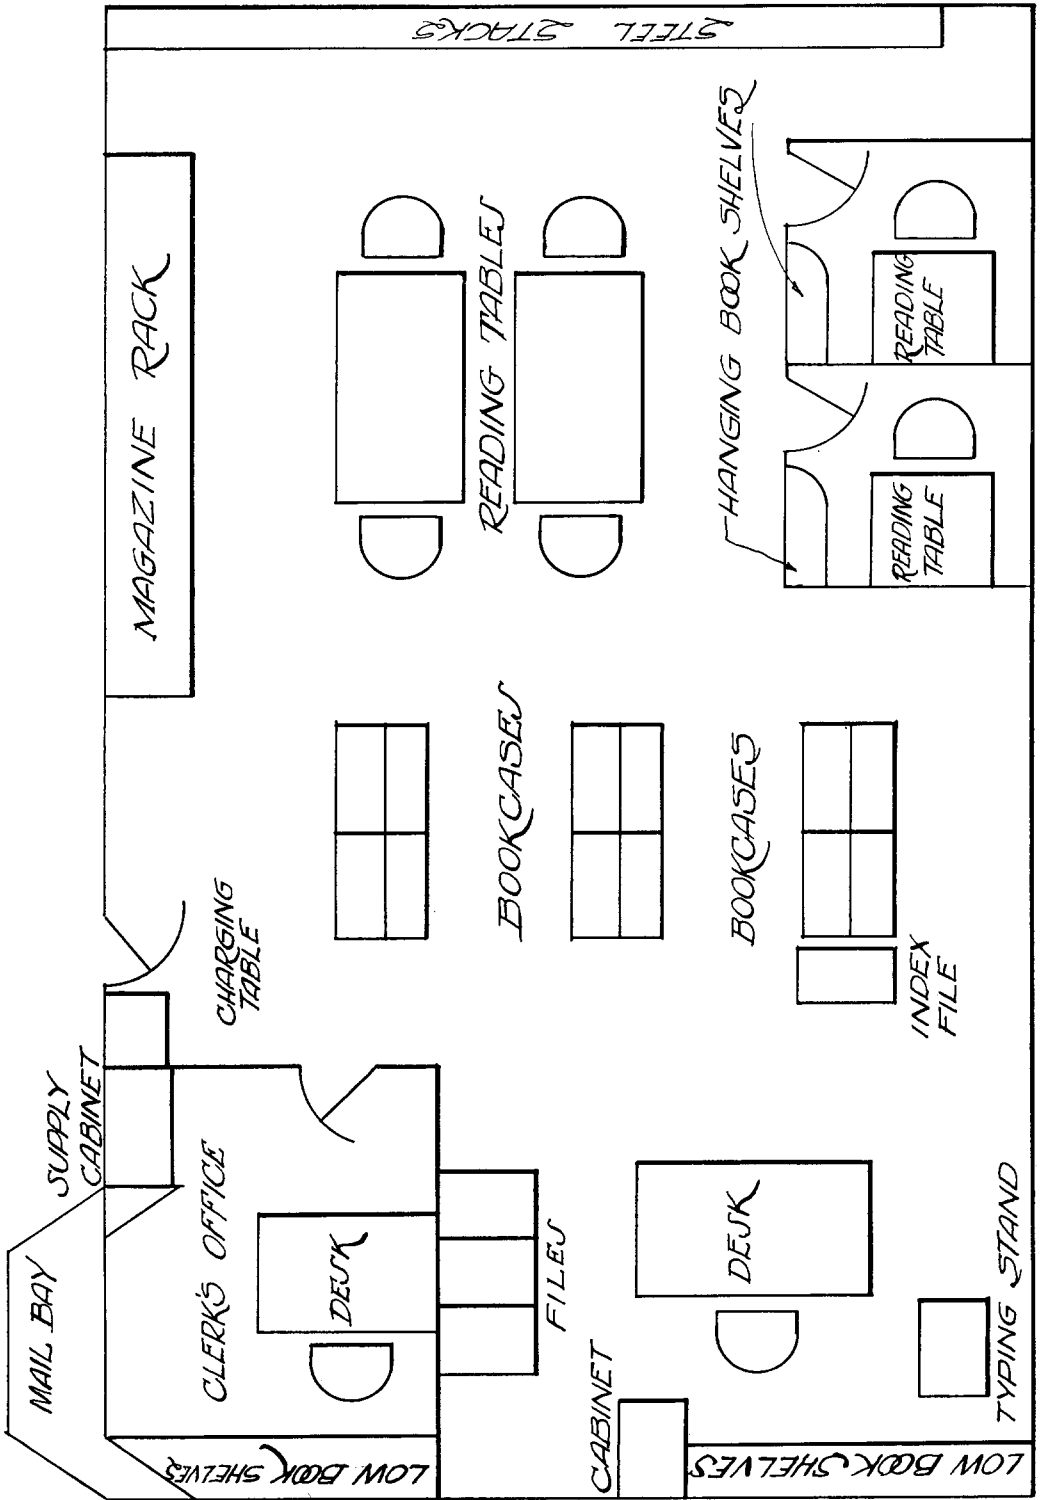 STEEL STACKS
MAGAZINE RACK
READING TABLES
HANGING BOOK SHELVES
READING
TABLE
READING
TABLE
BOOKCASES
BOOKCASES
CHARGING
TABLE
INDEX
FILE
SUPPLY
CABINET
MAIL BAY
CLERK'S OFFICE
DESK
FILES
DESK
TYPING STAND
CABINET
LOW BOOK SHELVES
LOW BOOK SHELVES